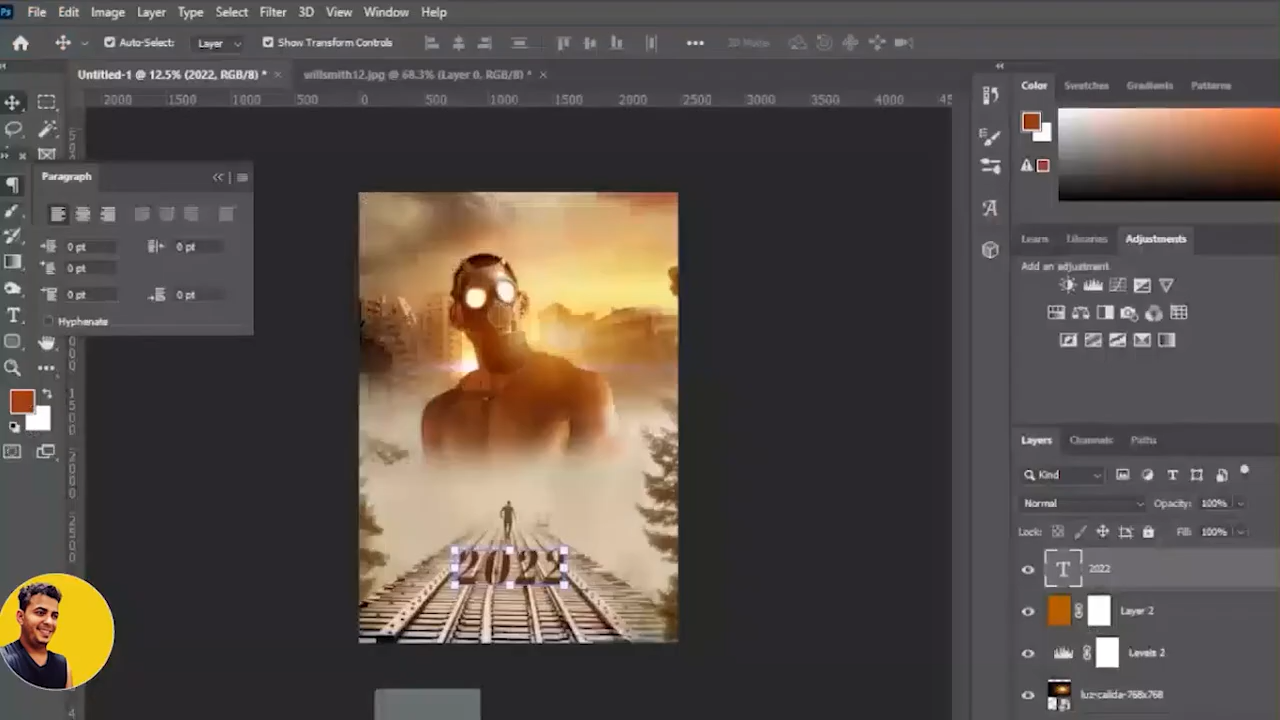 Ps File Edit Image Layer Type Select Filter 3D View Window Help
Auto-Select: Layer Show Transform Controls
Untitled-1 @ 12.5% (2022, RGB/8) * willsmith12.jpg @ 68.3% (Layer 0, RGB/8) *
2000 1500 1000 500 0 500 1000 1500 2000 2500 3000 3500 4000
Color Swatches Gradients Patterns
Paragraph
0 pt 0 pt
0 pt
0 pt 0 pt
Hyphenate
Learn Libraries Adjustments
Add an adjustment
Layers Channels Paths
Kind
Normal Opacity: 100%
Lock: Fill: 100%
2022
2022
Layer 2
Levels 2
luz-calida-768x768